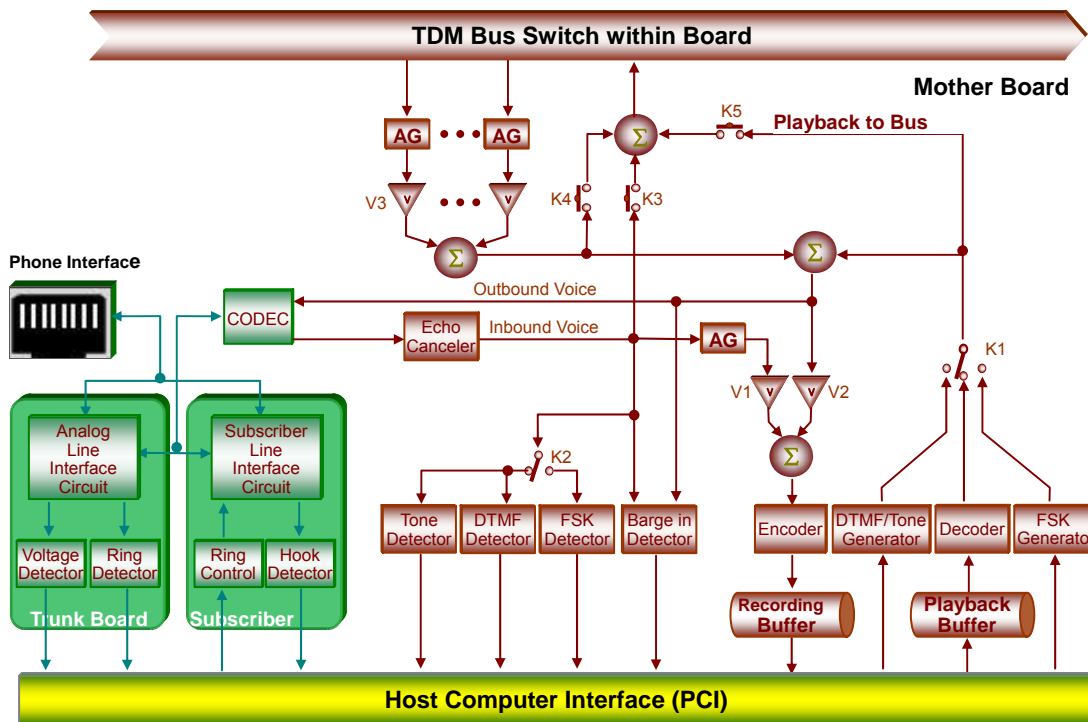 TDM Bus Switch within Board
Mother Board
K5
Playback to Bus
AG
AG
Σ
V3
v
v
K4
K3
Σ
Σ
Phone Interface
Outbound Voice
CODEC
Echo
Canceler
Inbound Voice
AG
K1
V1
v
v
V2
Analog
Line
Interface
Circuit
Subscriber
Line
Interface
Circuit
K2
Σ
Tone
Detector
DTMF
Detector
FSK
Detector
Barge in
Detector
Encoder
DTMF/Tone
Generator
Decoder
FSK
Generator
Voltage
Detector
Ring
Detector
Ring
Control
Hook
Detector
Trunk Board
Subscriber
Recording
Buffer
Playback
Buffer
Host Computer Interface (PCI)